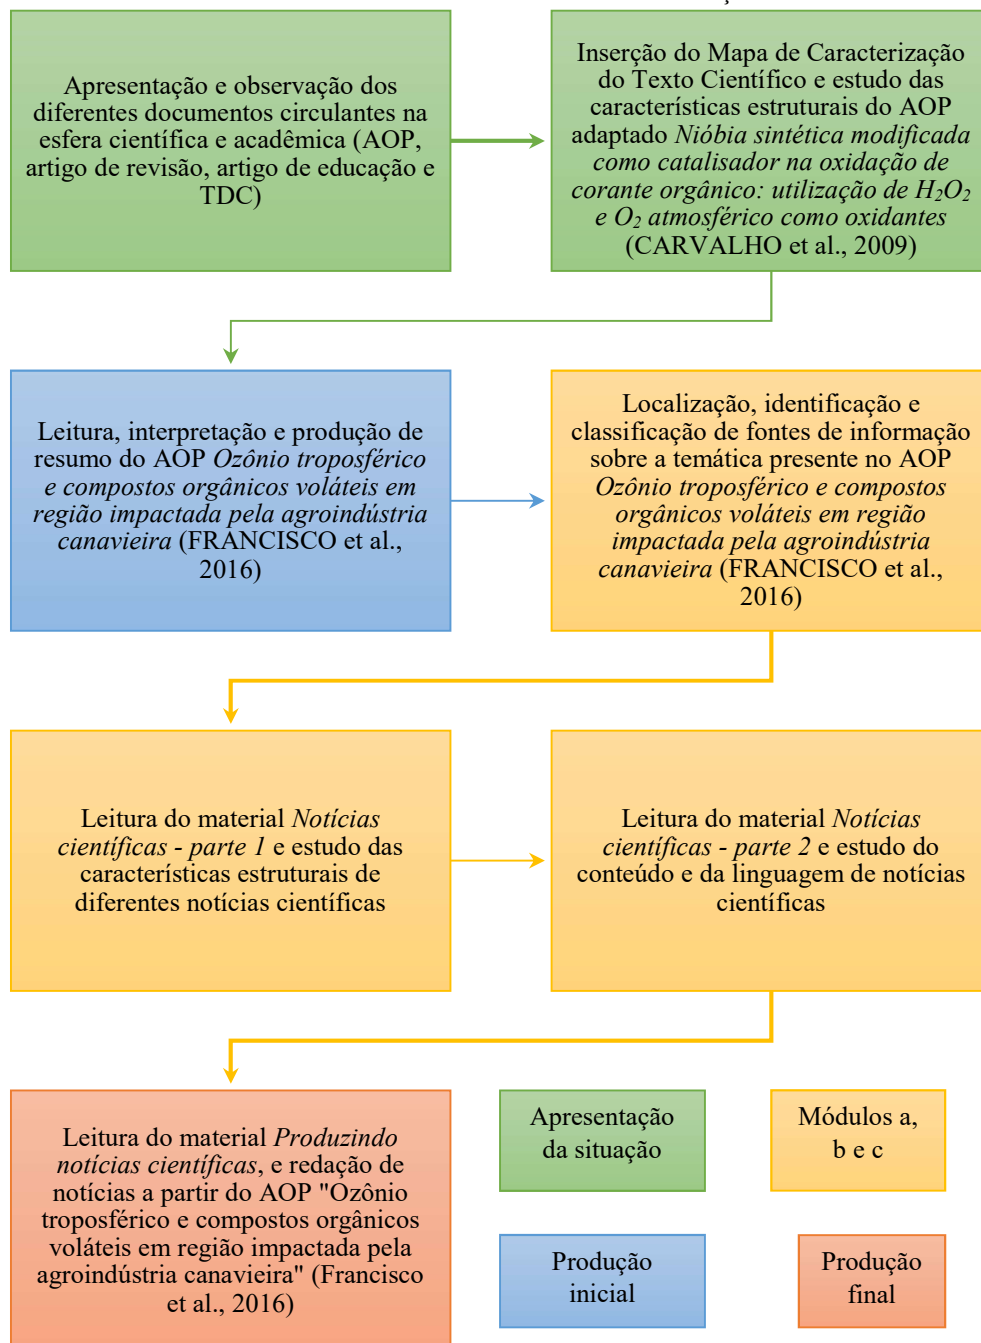 Apresentação e observação dos
diferentes documentos circulantes na
esfera científica e acadêmica (AOP,
artigo de revisão, artigo de educação e
TDC)
Inserção do Mapa de Caracterização
do Texto Científico e estudo das
características estruturais do AOP
adaptado Nióbia sintética modificada
como catalisador na oxidação de
corante orgânico: utilização de H₂O₂
e O₂ atmosférico como oxidantes
(CARVALHO et al., 2009)
Leitura, interpretação e produção de
resumo do AOP Ozônio troposférico
e compostos orgânicos voláteis em
região impactada pela agroindústria
canavieira (FRANCISCO et al.,
2016)
Localização, identificação e
classificação de fontes de informação
sobre a temática presente no AOP
Ozônio troposférico e compostos
orgânicos voláteis em região
impactada pela agroindústria
canavieira (FRANCISCO et al.,
2016)
Leitura do material Notícias
científicas - parte 1 e estudo das
características estruturais de
diferentes notícias científicas
Leitura do material Notícias
científicas - parte 2 e estudo do
conteúdo e da linguagem de notícias
científicas
Leitura do material Produzindo
notícias científicas, e redação de
notícias a partir do AOP "Ozônio
troposférico e compostos orgânicos
voláteis em região impactada pela
agroindústria canavieira" (Francisco
et al., 2016)
Apresentação
da situação
Módulos a,
b e c
Produção
inicial
Produção
final